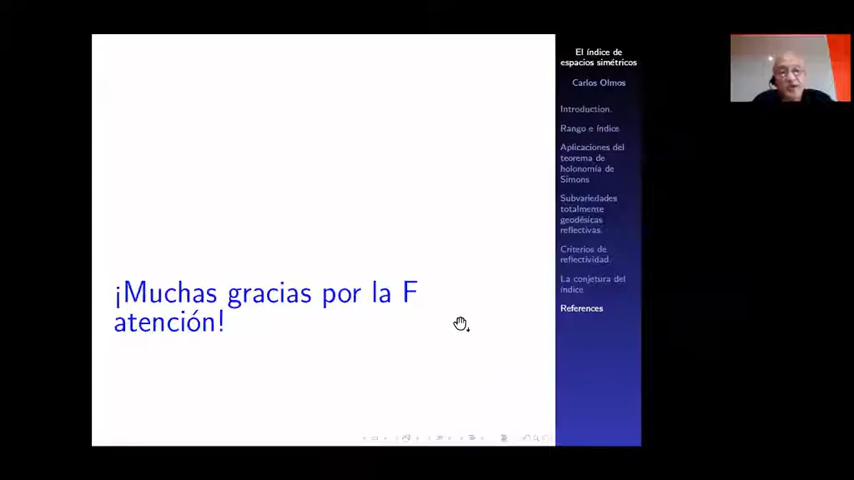 ¡Muchas gracias por la F
atención!
El índice de
espacios simétricos
Carlos Olmos
Introduction.
Rango e índice
Aplicaciones del
teorema de
holonomía de
Simons
Subvariedades
totalmente
geodésicas
reflectivas.
Criterios de
reflectividad.
La conjetura del
índice
References